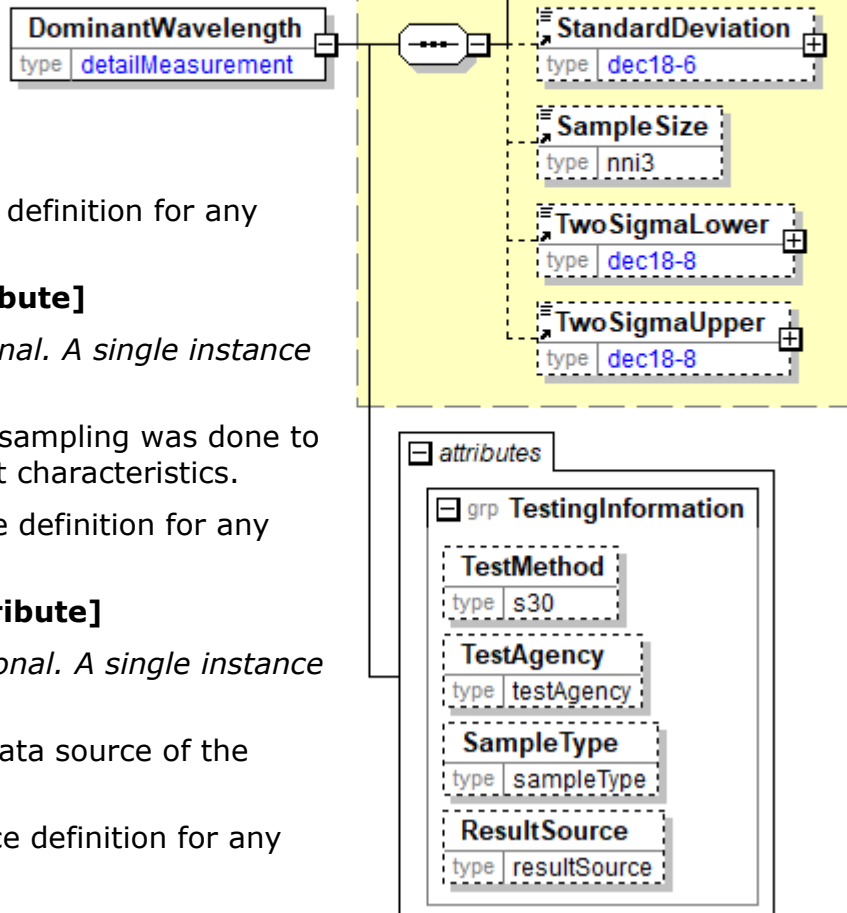 DominantWavelength
type detailMeasurement
definition for any
bute]
nal. A single instance
sampling was done to
t characteristics.
e definition for any
ribute]
onal. A single instance
ata source of the
ce definition for any
StandardDeviation
type dec18-6
SampleSize
type nni3
TwoSigmaLower
type dec18-8
TwoSigmaUpper
type dec18-8
attributes
grp TestingInformation
TestMethod
type s30
TestAgency
type testAgency
SampleType
type sampleType
ResultSource
type resultSource